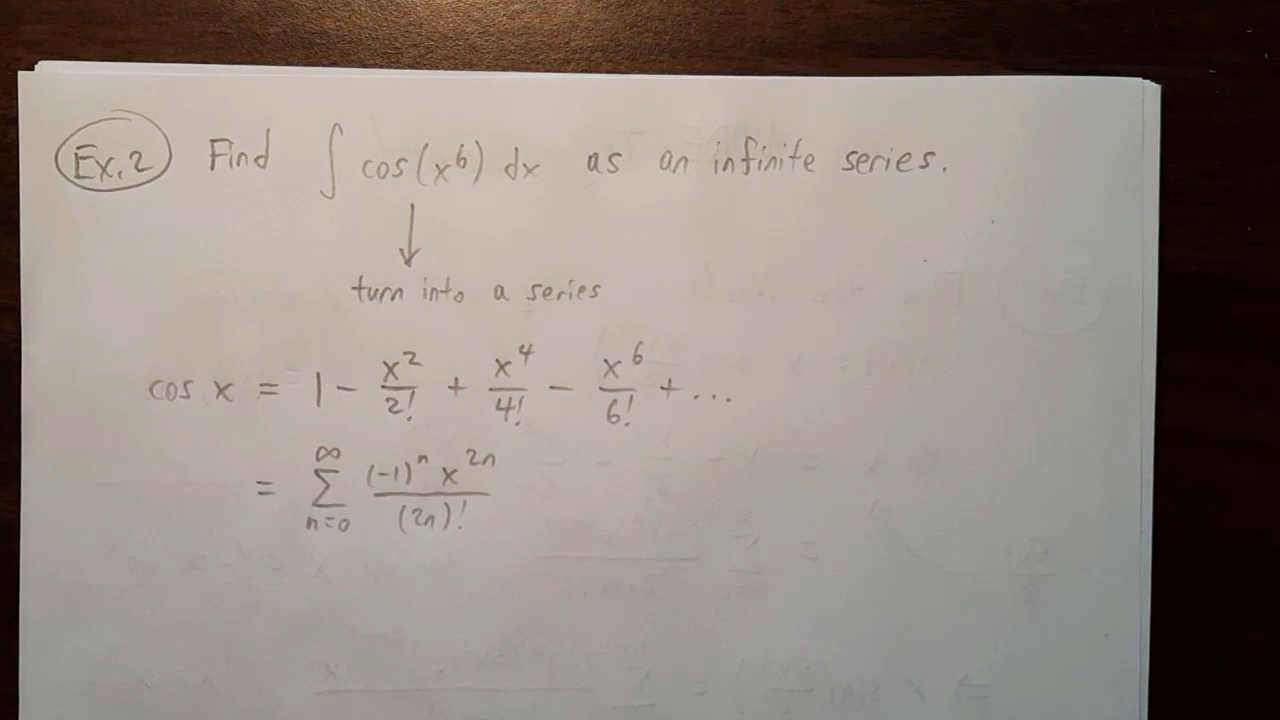 Ex.2 Find ∫ cos(x⁶) dx as an infinite series.
↓
turn into a series
cos x = 1 - x²/2! + x⁴/4! - x⁶/6! + ...
= ∑_{n=0}^{∞} (-1)ⁿ x²ⁿ/(2n)!